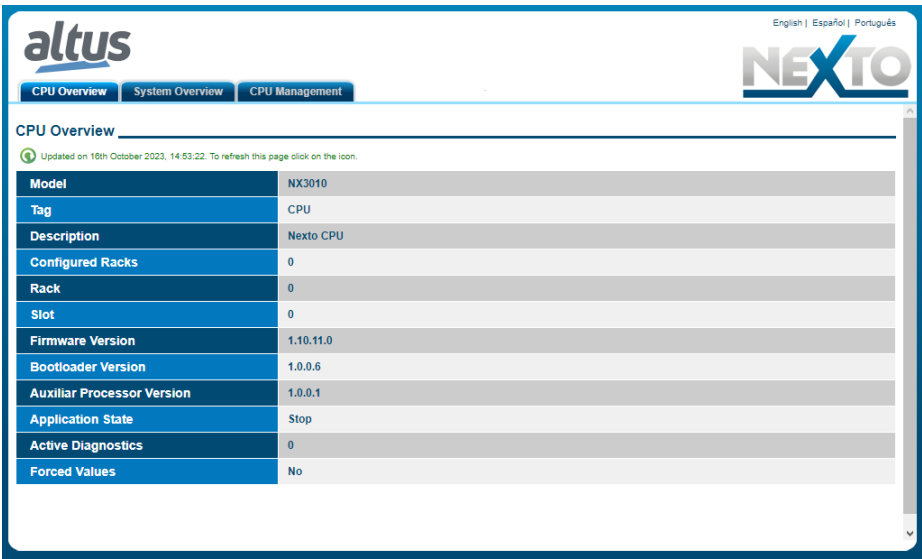 English | Español | Português
altus
NEXTO
CPU Overview System Overview CPU Management
CPU Overview
Updated on 16th October 2023, 14:53:22. To refresh this page click on the icon.
Model NX3010
Tag CPU
Description Nexto CPU
Configured Racks 0
Rack 0
Slot 0
Firmware Version 1.10.11.0
Bootloader Version 1.0.0.6
Auxiliar Processor Version 1.0.0.1
Application State Stop
Active Diagnostics 0
Forced Values No